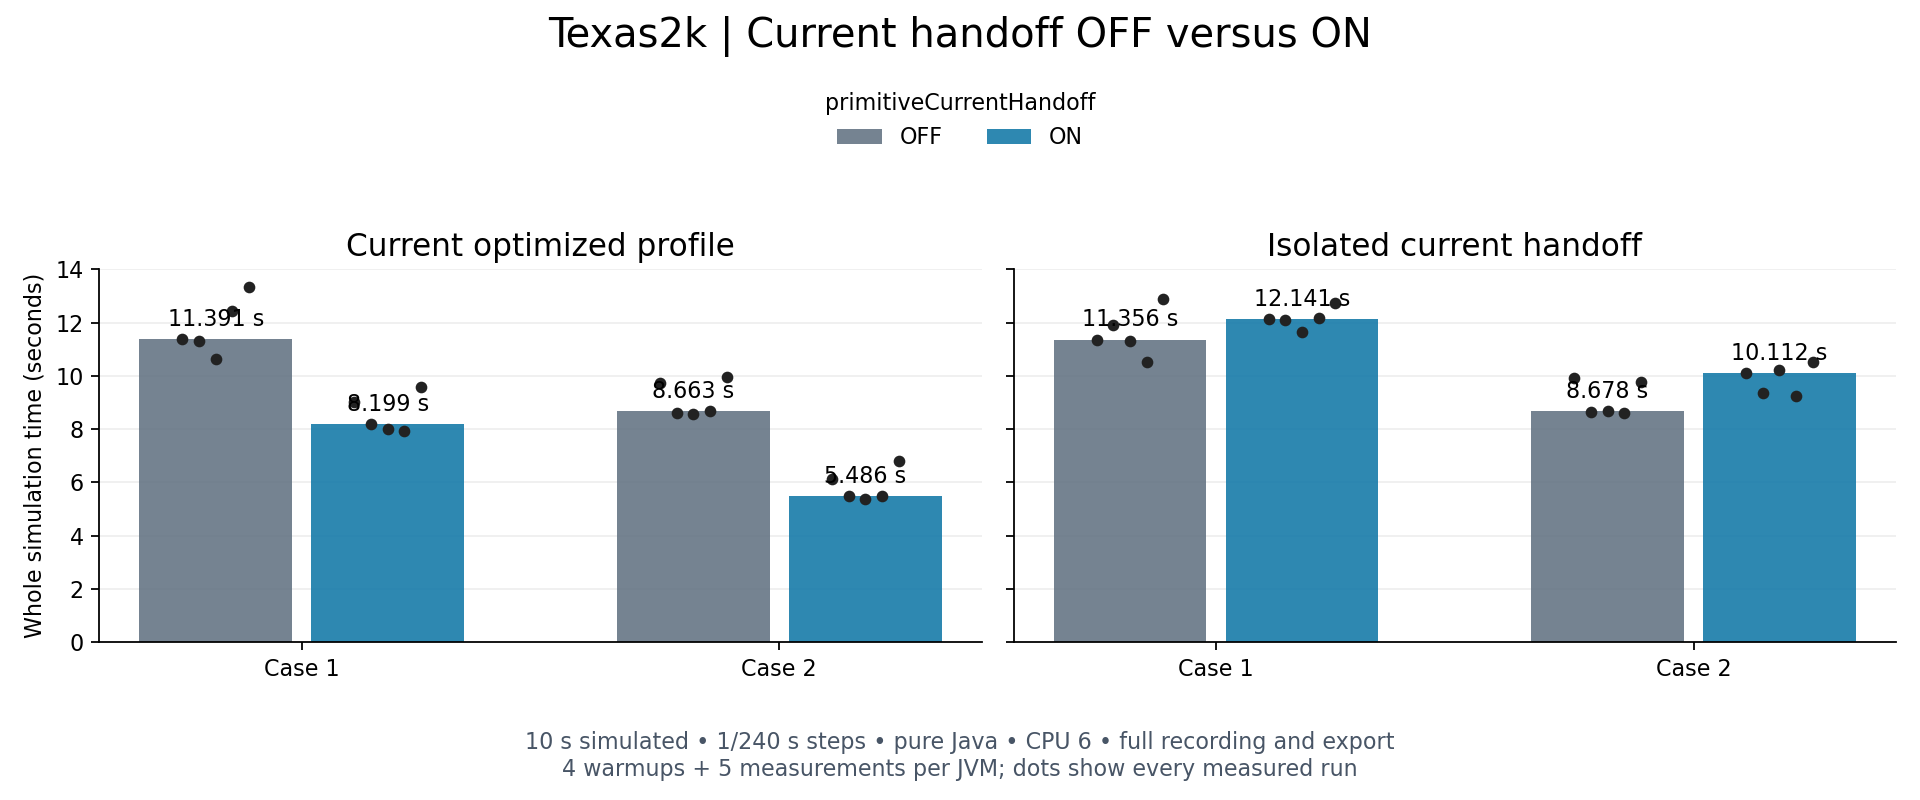 Texas2k | Current handoff OFF versus ON
primitiveCurrentHandoff
OFF ON
Current optimized profile
Whole simulation time (seconds)
14
12
10
8
6
4
2
0
11.391 s
8.199 s
8.663 s
5.486 s
Case 1
Case 2
Isolated current handoff
11.356 s
12.141 s
8.678 s
10.112 s
Case 1
Case 2
10 s simulated • 1/240 s steps • pure Java • CPU 6 • full recording and export
4 warmups + 5 measurements per JVM; dots show every measured run